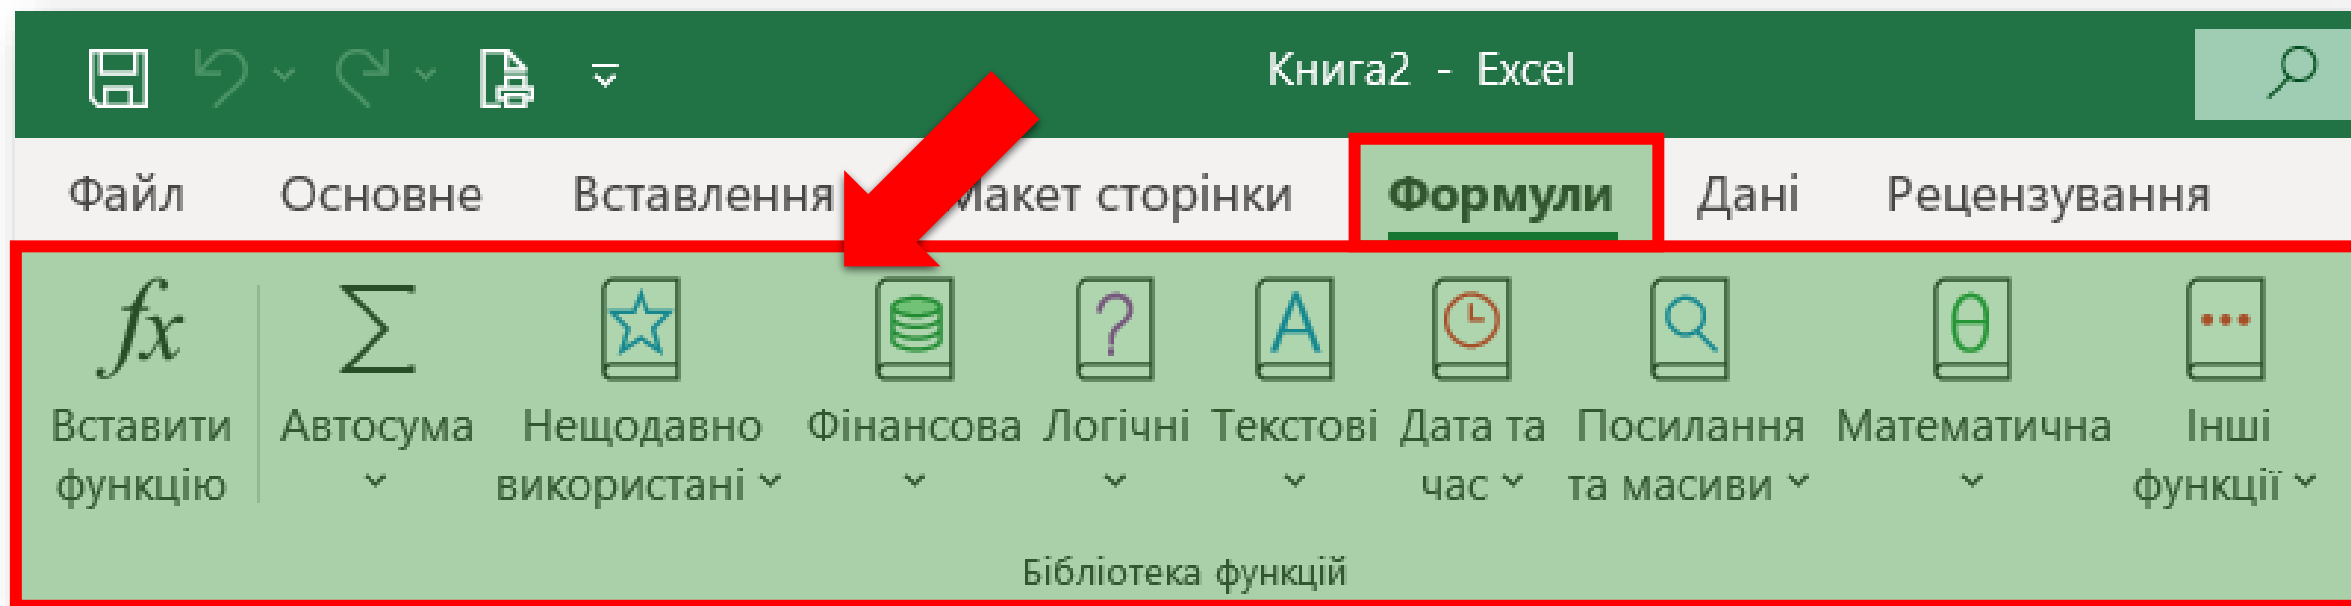 Книга2 - Excel
Файл Основне Вставлення Макет сторінки Формули Дані Рецензування
fx
Вставити Автосума Нещодавно Фінансова Логічні Текстові Дата та Посилання Математична Інші
функцію використані час та масиви функції
Бібліотека функцій